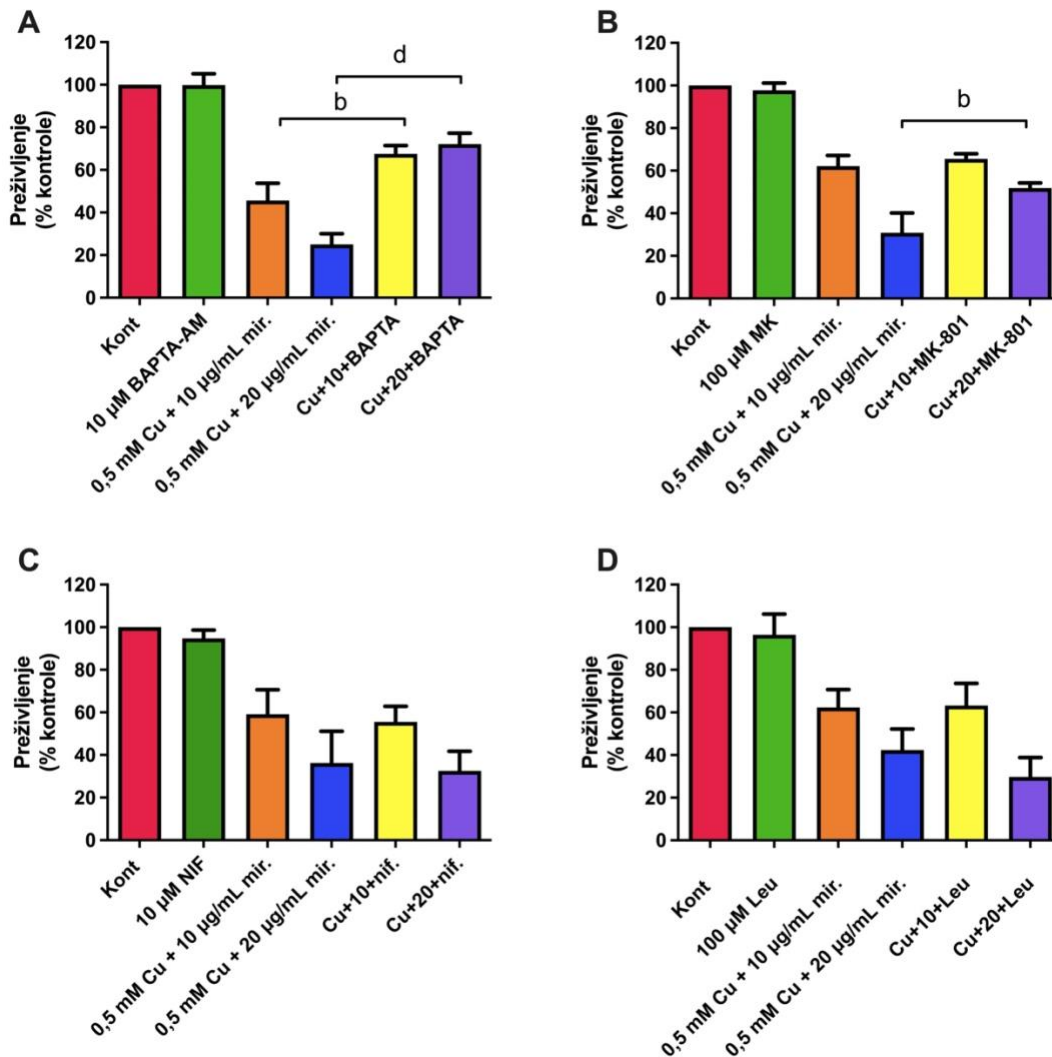 A
Preživljenje
(% kontrole)
120
100
80
60
40
20
0
b
d
Kont
10 µM BAPTA-AM
0,5 mM Cu + 10 µg/mL mir.
0,5 mM Cu + 20 µg/mL mir.
Cu+10+BAPTA
Cu+20+BAPTA
B
Preživljenje
(% kontrole)
120
100
80
60
40
20
0
b
Kont
100 µM MK
0,5 mM Cu + 10 µg/mL mir.
0,5 mM Cu + 20 µg/mL mir.
Cu+10+MK-801
Cu+20+MK-801
C
Preživljenje
(% kontrole)
120
100
80
60
40
20
0
Kont
10 µM NIF
0,5 mM Cu + 10 µg/mL mir.
0,5 mM Cu + 20 µg/mL mir.
Cu+10+nif.
Cu+20+nif.
D
Preživljenje
(% kontrole)
120
100
80
60
40
20
0
Kont
100 µM Leu
0,5 mM Cu + 10 µg/mL mir.
0,5 mM Cu + 20 µg/mL mir.
Cu+10+Leu
Cu+20+Leu